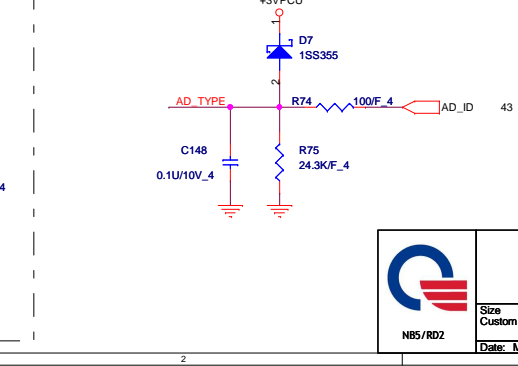 +3VPCU
1
D7
1SS355
2
AD_TYPE
R74
100/F_4
AD_ID
43
C148
0.1U/10V_4
R75
24.3K/F_4
4
NB5/RD2
Size
Custom
Date:
2